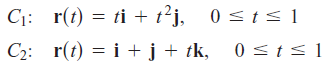 C₁: r(t) = ti + t²j, 0 ≤ t ≤ 1
C₂: r(t) = i + j + tk, 0 ≤ t ≤ 1